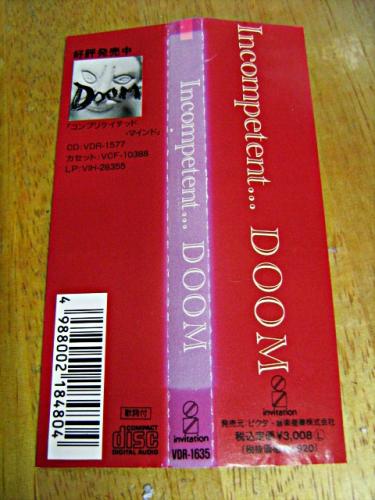 好評発売中
DOOM
『コンプリケイテッド
・マインド』
CD:VDR-1577
カセット:VCF-10388
LP:VIH-28355
4988002184804
歌詞付
COMPACT
disc
DIGITAL AUDIO
Incompetent... DOOM
invitation
VDR-1635
Incompetent... DOOM
invitation
発売元:ビクター音楽産業株式会社
税込定価¥3,008 Ⓛ